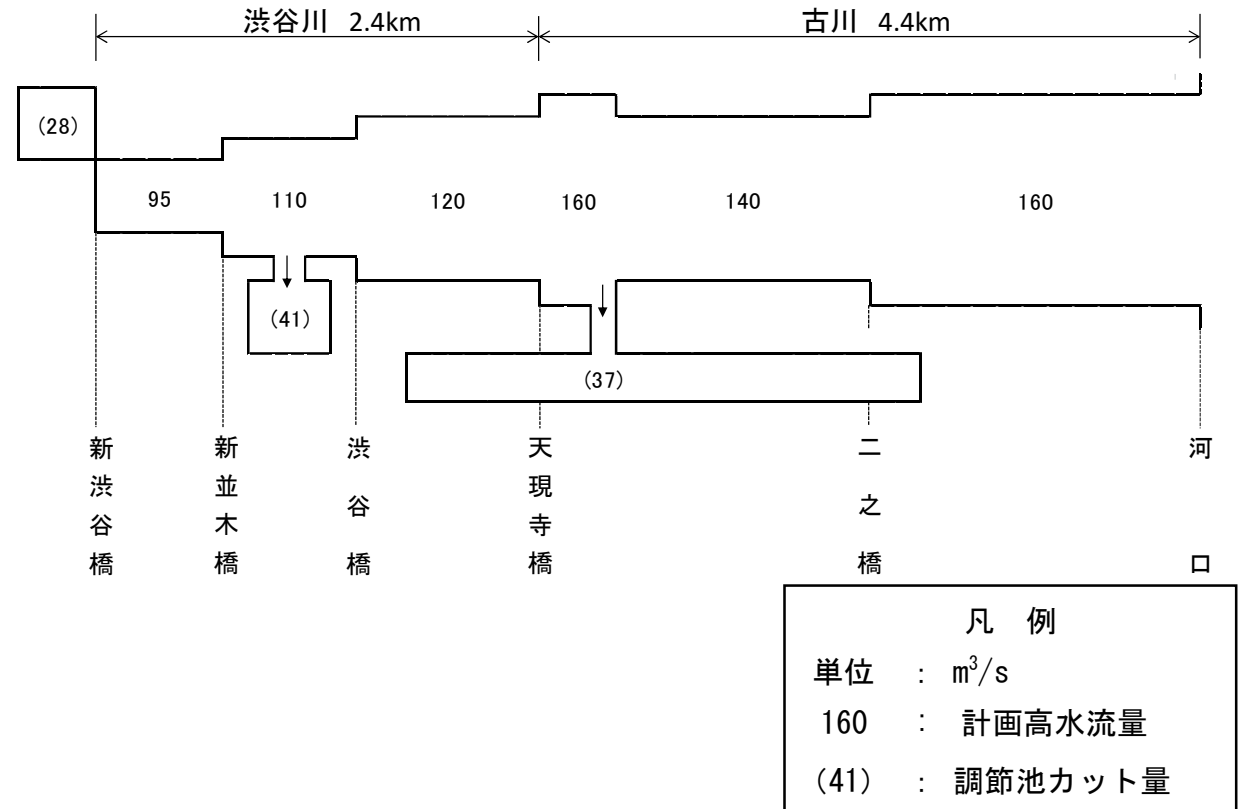 渋谷川 2.4km
古川 4.4km
(28)
95
110
120
160
140
160
(41)
(37)
新渋谷橋
新並木橋
渋谷橋
天現寺橋
二之橋
河口
凡 例
単位 : m³/s
160 : 計画高水流量
(41) : 調節池カット量